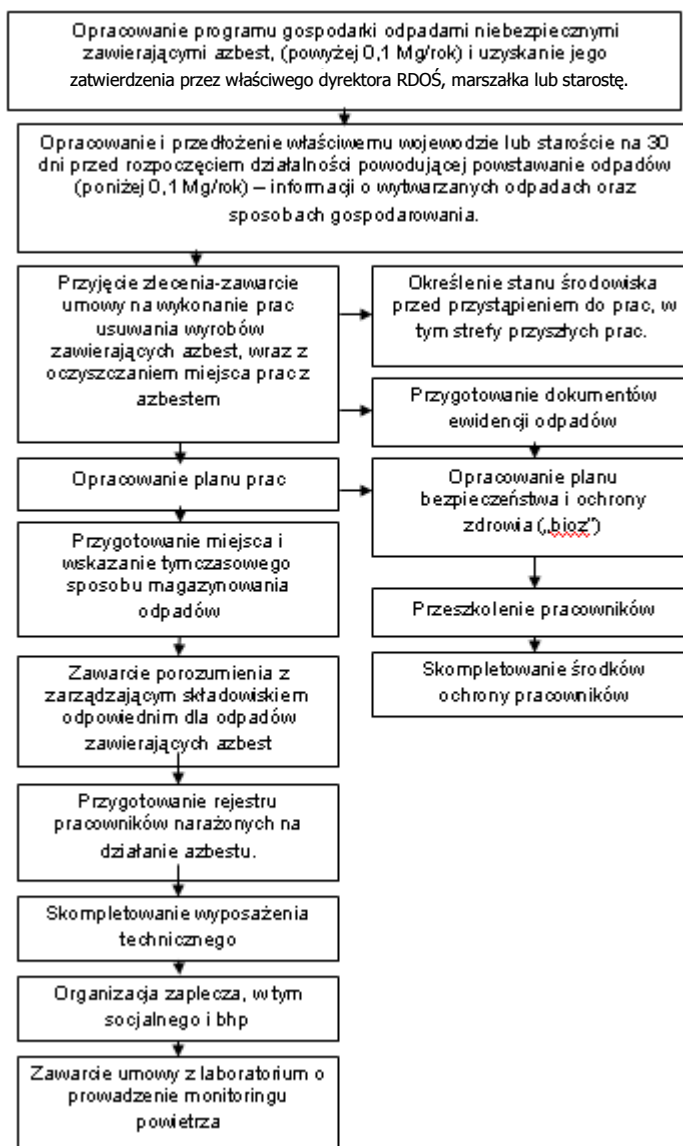 Opracowanie programu gospodarki odpadami niebezpiecznymi
zawierającymi azbest, (powyżej 0,1 Mg/rok) i uzyskanie jego
zatwierdzenia przez właściwego dyrektora RDOŚ, marszałka lub starostę.
Opracowanie i przedłożenie właściwemu wojewodzie lub staroście na 30
dni przed rozpoczęciem działalności powodującej powstawanie odpadów
(poniżej 0,1 Mg/rok) – informacji o wytwarzanych odpadach oraz
sposobach gospodarowania.
Przyjęcie zlecenia-zawarcie
umowy na wykonanie prac
usuwania wyrobów
zawierających azbest, wraz z
oczyszczaniem miejsca prac z
azbestem
Określenie stanu środowiska
przed przystąpieniem do prac, w
tym strefy przyszłych prac.
Przygotowanie dokumentów
ewidencji odpadów
Opracowanie planu prac
Opracowanie planu
bezpieczeństwa i ochrony
zdrowia („bioz”)
Przygotowanie miejsca i
wskazanie tymczasowego
sposobu magazynowania
odpadów
Przeszkolenie pracowników
Zawarcie porozumienia z
zarządzającym składowiskiem
odpowiednim dla odpadów
zawierających azbest
Skompletowanie środków
ochrony pracowników
Przygotowanie rejestru
pracowników narażonych na
działanie azbestu.
Skompletowanie wyposażenia
technicznego
Organizacja zaplecza, w tym
socjalnego i bhp
Zawarcie umowy z laboratorium o
prowadzenie monitoringu
powietrza